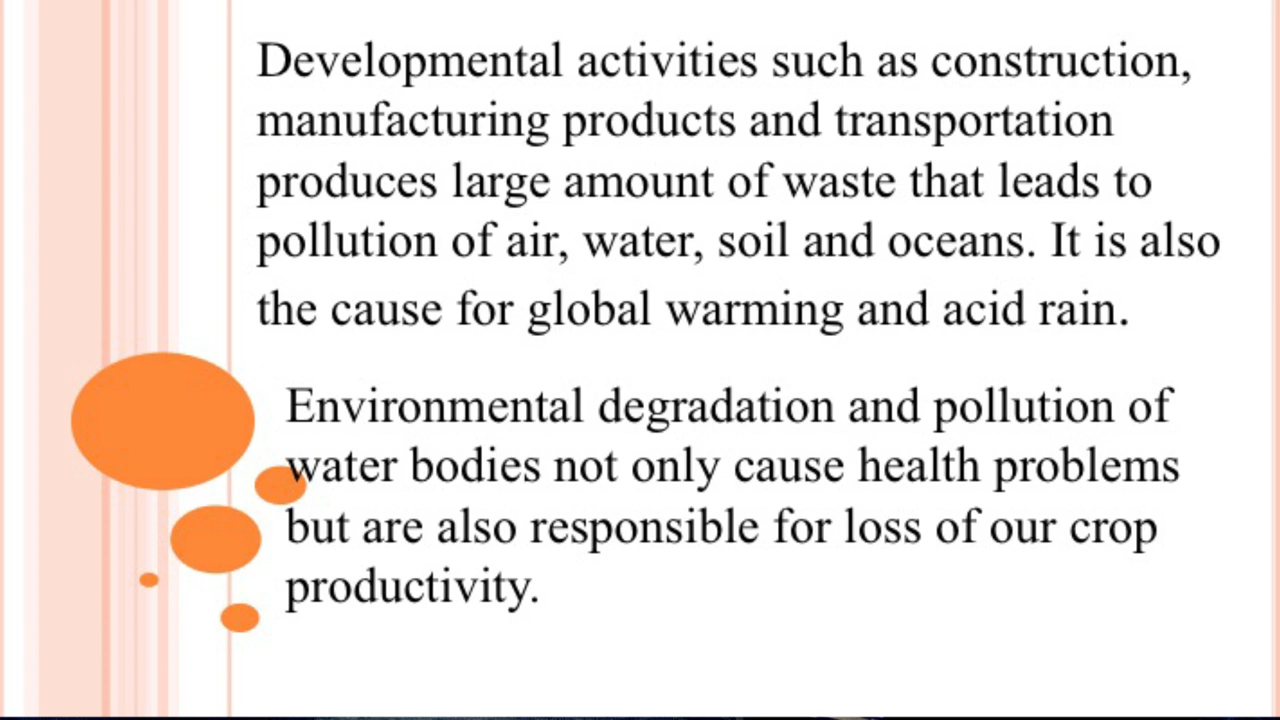 Developmental activities such as construction,
manufacturing products and transportation
produces large amount of waste that leads to
pollution of air, water, soil and oceans. It is also
the cause for global warming and acid rain.
Environmental degradation and pollution of
water bodies not only cause health problems
but are also responsible for loss of our crop
productivity.